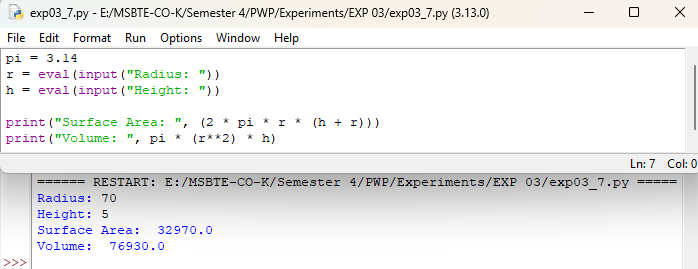 exp03_7.py - E:/MSBTE-CO-K/Semester 4/PWP/Experiments/EXP 03/exp03_7.py (3.13.0)
File Edit Format Run Options Window Help
pi = 3.14
r = eval(input("Radius: "))
h = eval(input("Height: "))
print("Surface Area: ", (2 * pi * r * (h + r)))
print("Volume: ", pi * (r**2) * h)
Ln: 7 Col: 0
====== RESTART: E:/MSBTE-CO-K/Semester 4/PWP/Experiments/EXP 03/exp03_7.py =====
Radius: 70
Height: 5
Surface Area:  32970.0
Volume:  76930.0
>>>